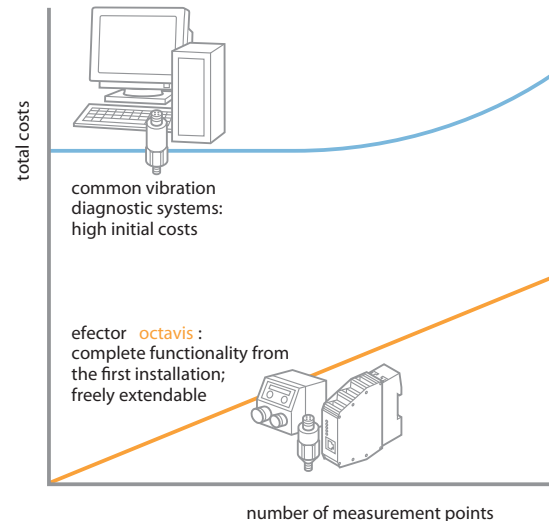 total costs
common vibration
diagnostic systems:
high initial costs
efector octavis :
complete functionality from
the first installation;
freely extendable
number of measurement points